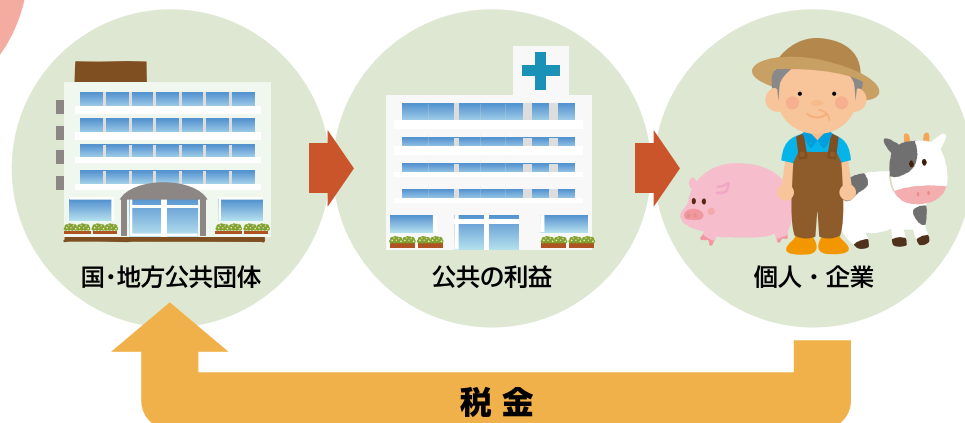 国・地方公共団体
公共の利益
個人・企業
税金